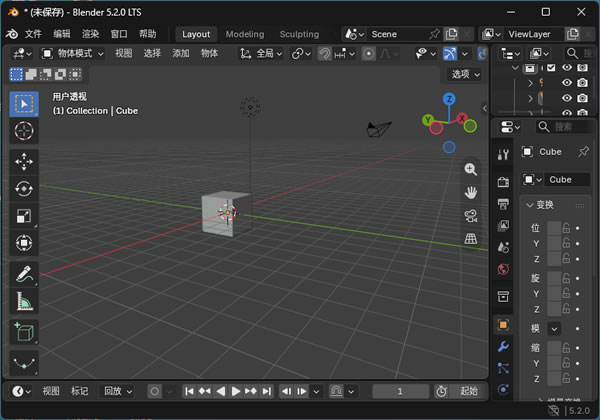 * (未保存) - Blender 5.2.0 LTS
文件 编辑 渲染 窗口 帮助 Layout Modeling Sculpting Scene ViewLayer
物体模式 视图 选择 添加 物体 全局
选项
用户透视
(1) Collection | Cube
Z
Y
X
搜索
Cube
Cube
变换
位
Y
Z
旋
Y
Z
模
缩
Y
Z
视图 标记 回放 1 起始
5.2.0